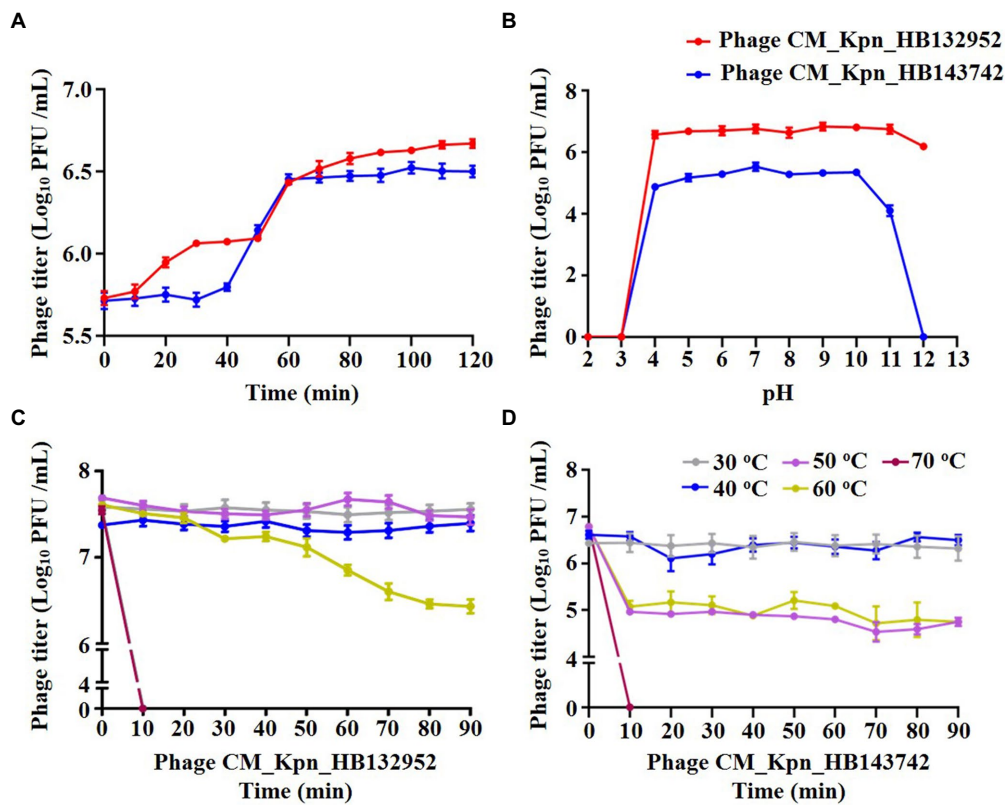 A
Phage titer (Log10 PFU /mL)
7.0
6.5
6.0
5.5
0 20 40 60 80 100 120
Time (min)
B
Phage CM_Kpn_HB132952
Phage CM_Kpn_HB143742
Phage titer (Log10 PFU /mL)
8
6
4
2
0
2 3 4 5 6 7 8 9 10 11 12 13
pH
C
Phage titer (Log10 PFU /mL)
8
7
6
4
0
0 10 20 30 40 50 60 70 80 90
Phage CM_Kpn_HB132952
Time (min)
D
30 ºC 50 ºC 70 ºC
40 ºC 60 ºC
Phage titer (Log10 PFU /mL)
8
7
6
5
4
0
0 10 20 30 40 50 60 70 80 90
Phage CM_Kpn_HB143742
Time (min)